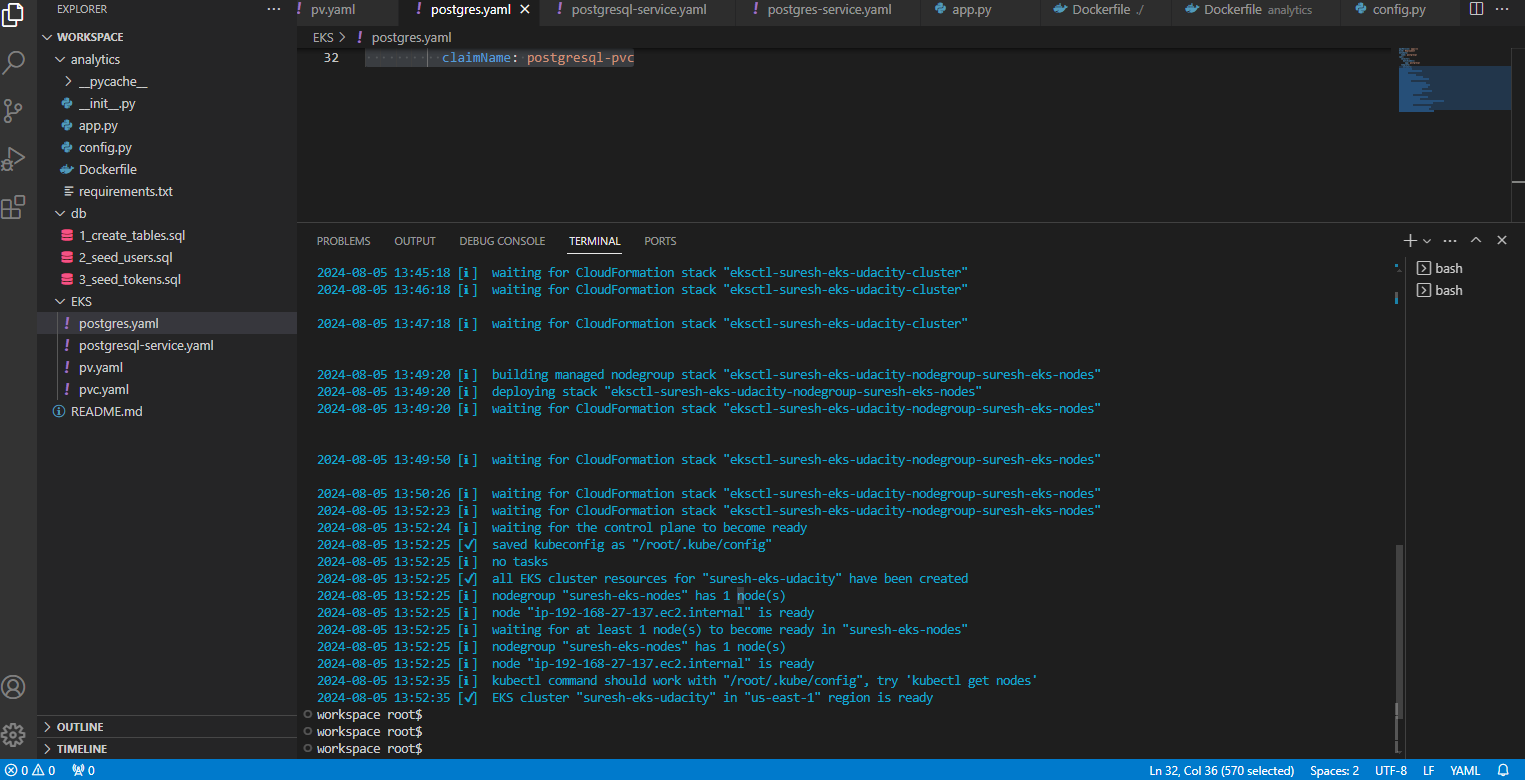 EXPLORER
···
pv.yaml
postgres.yaml
postgresql-service.yaml
postgres-service.yaml
app.py
Dockerfile ./
Dockerfile analytics
config.py
···
WORKSPACE
analytics
__pycache__
__init__.py
app.py
config.py
Dockerfile
requirements.txt
db
1_create_tables.sql
2_seed_users.sql
3_seed_tokens.sql
EKS
postgres.yaml
postgresql-service.yaml
pv.yaml
pvc.yaml
README.md
OUTLINE
TIMELINE
EKS > ! postgres.yaml
32 claimName: postgresql-pvc
PROBLEMS OUTPUT DEBUG CONSOLE TERMINAL PORTS
bash
bash
2024-08-05 13:45:18 [ℹ] waiting for CloudFormation stack "eksctl-suresh-eks-udacity-cluster"
2024-08-05 13:46:18 [ℹ] waiting for CloudFormation stack "eksctl-suresh-eks-udacity-cluster"
2024-08-05 13:47:18 [ℹ] waiting for CloudFormation stack "eksctl-suresh-eks-udacity-cluster"
2024-08-05 13:49:20 [ℹ] building managed nodegroup stack "eksctl-suresh-eks-udacity-nodegroup-suresh-eks-nodes"
2024-08-05 13:49:20 [ℹ] deploying stack "eksctl-suresh-eks-udacity-nodegroup-suresh-eks-nodes"
2024-08-05 13:49:20 [ℹ] waiting for CloudFormation stack "eksctl-suresh-eks-udacity-nodegroup-suresh-eks-nodes"
2024-08-05 13:49:50 [ℹ] waiting for CloudFormation stack "eksctl-suresh-eks-udacity-nodegroup-suresh-eks-nodes"
2024-08-05 13:50:26 [ℹ] waiting for CloudFormation stack "eksctl-suresh-eks-udacity-nodegroup-suresh-eks-nodes"
2024-08-05 13:52:23 [ℹ] waiting for CloudFormation stack "eksctl-suresh-eks-udacity-nodegroup-suresh-eks-nodes"
2024-08-05 13:52:24 [ℹ] waiting for the control plane to become ready
2024-08-05 13:52:25 [✔] saved kubeconfig as "/root/.kube/config"
2024-08-05 13:52:25 [ℹ] no tasks
2024-08-05 13:52:25 [✔] all EKS cluster resources for "suresh-eks-udacity" have been created
2024-08-05 13:52:25 [ℹ] nodegroup "suresh-eks-nodes" has 1 node(s)
2024-08-05 13:52:25 [ℹ] node "ip-192-168-27-137.ec2.internal" is ready
2024-08-05 13:52:25 [ℹ] waiting for at least 1 node(s) to become ready in "suresh-eks-nodes"
2024-08-05 13:52:25 [ℹ] nodegroup "suresh-eks-nodes" has 1 node(s)
2024-08-05 13:52:25 [ℹ] node "ip-192-168-27-137.ec2.internal" is ready
2024-08-05 13:52:35 [ℹ] kubectl command should work with "/root/.kube/config", try 'kubectl get nodes'
2024-08-05 13:52:35 [✔] EKS cluster "suresh-eks-udacity" in "us-east-1" region is ready
workspace root$
workspace root$
workspace root$
0 0 0 Ln 32, Col 36 (570 selected) Spaces: 2 UTF-8 LF YAML